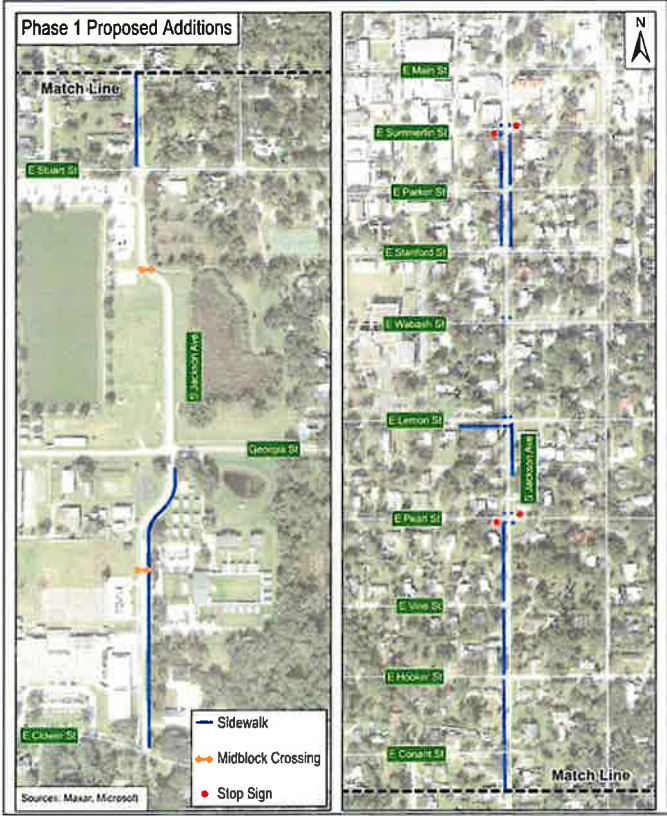 Phase 1 Proposed Additions
Match Line
E Stuart St
S Jackson Ave
Georgia St
Sidewalk
Midblock Crossing
Stop Sign
Sources: Maxar, Microsoft
N
E Main St
E Summerlin St
E Parker St
E Stanford St
E Wabash St
E Lemon St
S Jackson Ave
E Pearl St
E Vine St
E Hooker St
E Conant St
Match Line